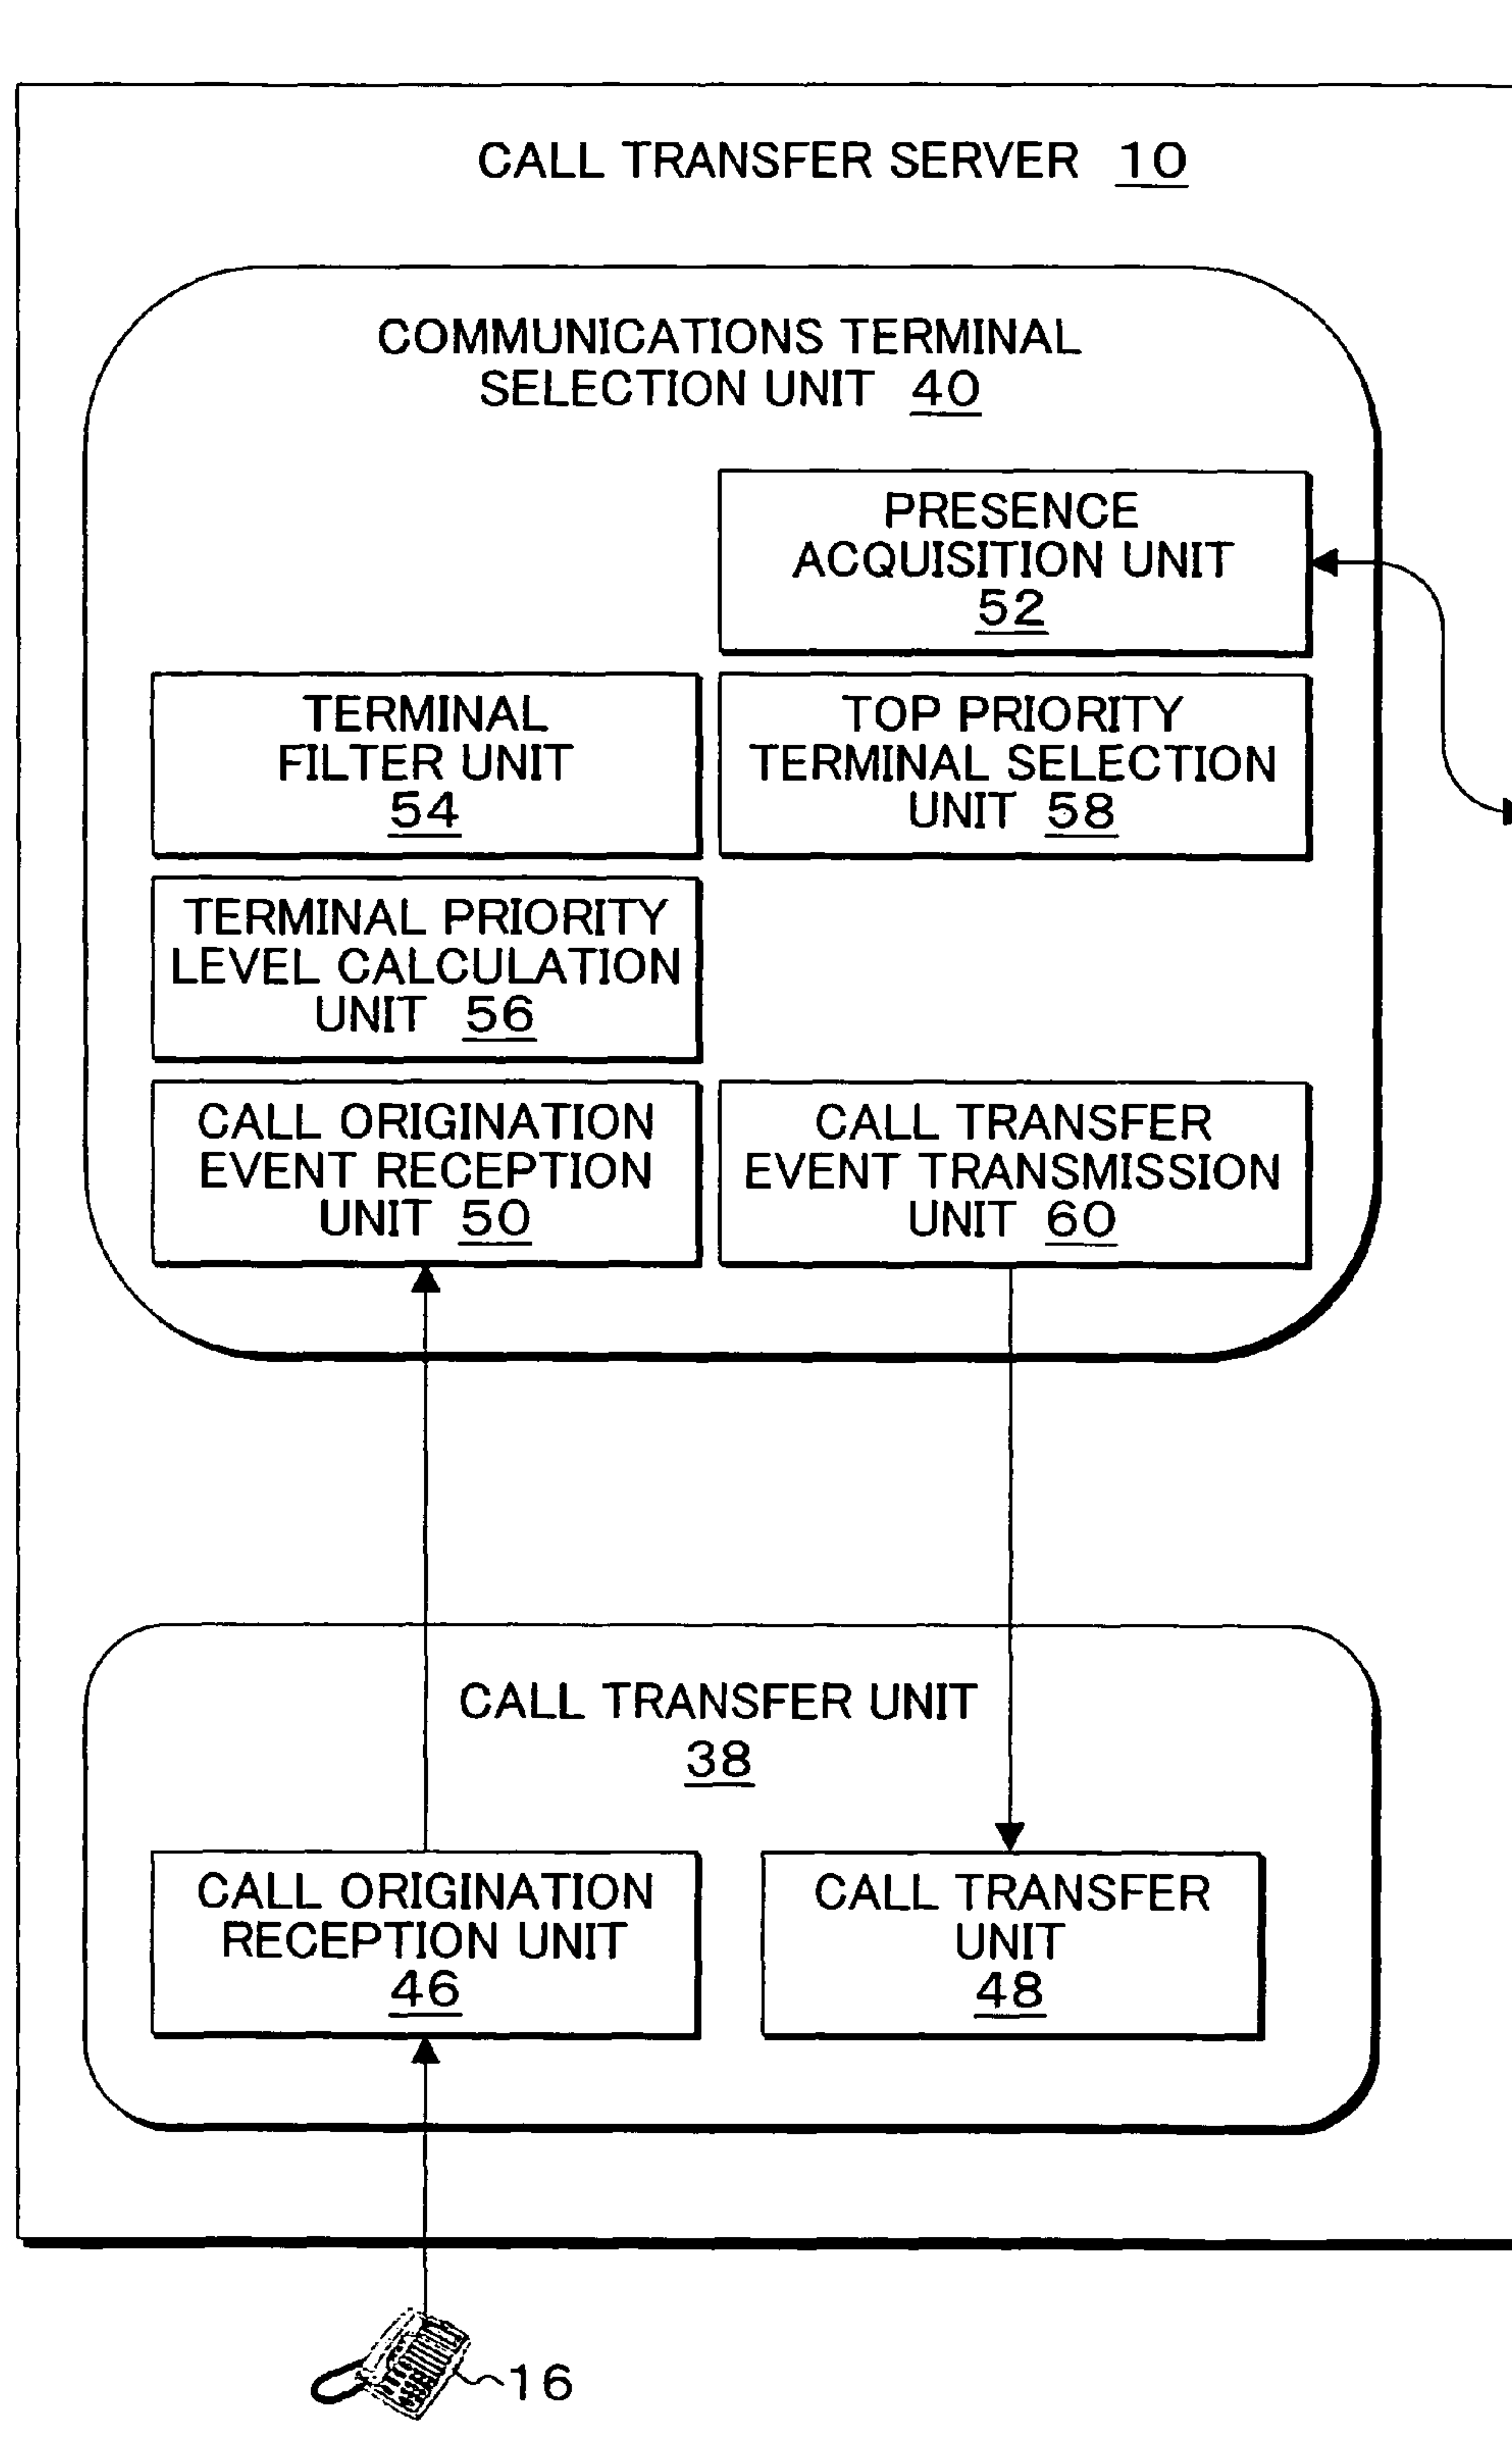 CALL TRANSFER SERVER 10
COMMUNICATIONS TERMINAL
SELECTION UNIT 40
PRESENCE
ACQUISITION UNIT
52
TERMINAL
FILTER UNIT
54
TOP PRIORITY
TERMINAL SELECTION
UNIT 58
TERMINAL PRIORITY
LEVEL CALCULATION
UNIT 56
CALL ORIGINATION
EVENT RECEPTION
UNIT 50
CALL TRANSFER
EVENT TRANSMISSION
UNIT 60
CALL TRANSFER UNIT
38
CALL ORIGINATION
RECEPTION UNIT
46
CALL TRANSFER
UNIT
48
16